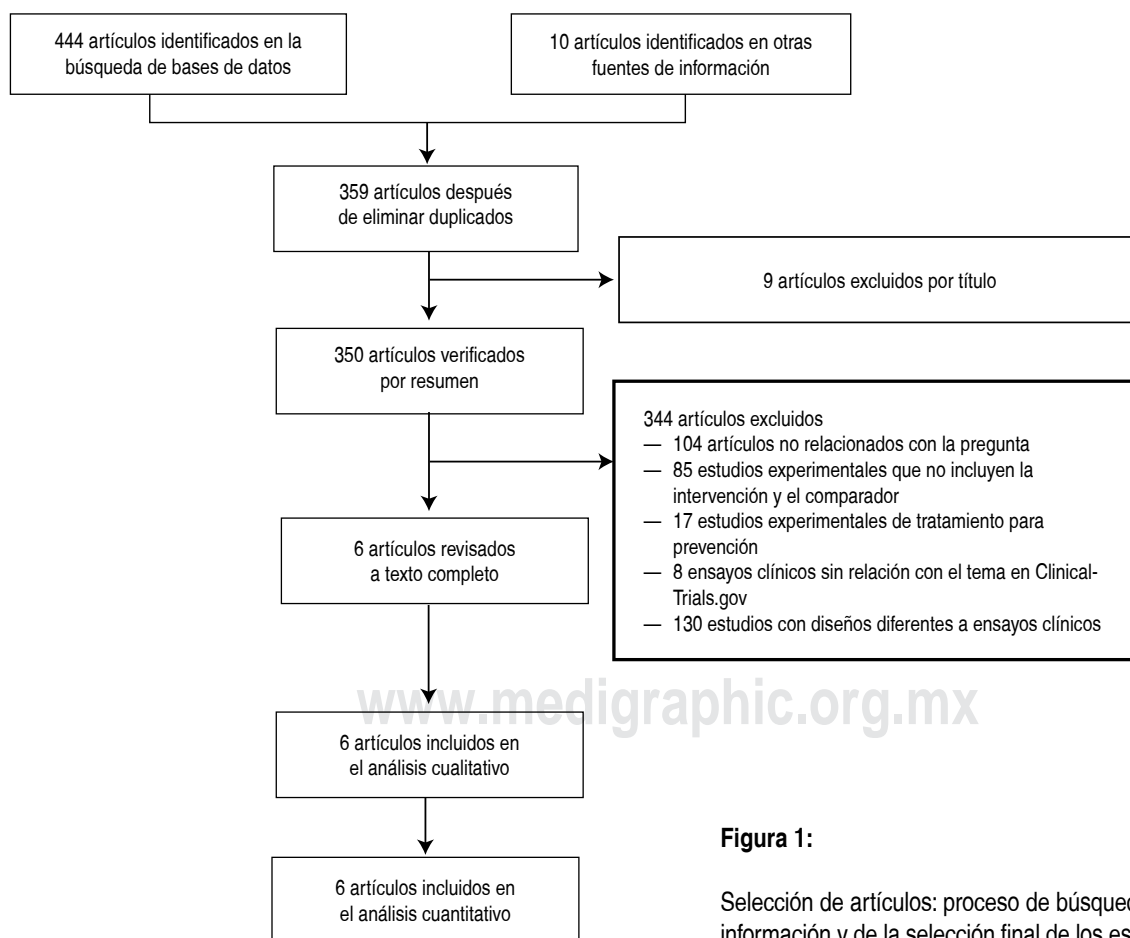 444 artículos identificados en la
búsqueda de bases de datos
10 artículos identificados en otras
fuentes de información
359 artículos después
de eliminar duplicados
9 artículos excluidos por título
350 artículos verificados
por resumen
344 artículos excluidos
— 104 artículos no relacionados con la pregunta
— 85 estudios experimentales que no incluyen la
intervención y el comparador
— 17 estudios experimentales de tratamiento para
prevención
— 8 ensayos clínicos sin relación con el tema en Clinical-
Trials.gov
— 130 estudios con diseños diferentes a ensayos clínicos
6 artículos revisados
a texto completo
www.medigraphic.org.mx
6 artículos incluidos en
el análisis cualitativo
6 artículos incluidos en
el análisis cuantitativo
Figura 1:
Selección de artículos: proceso de
información y de la selección final de los